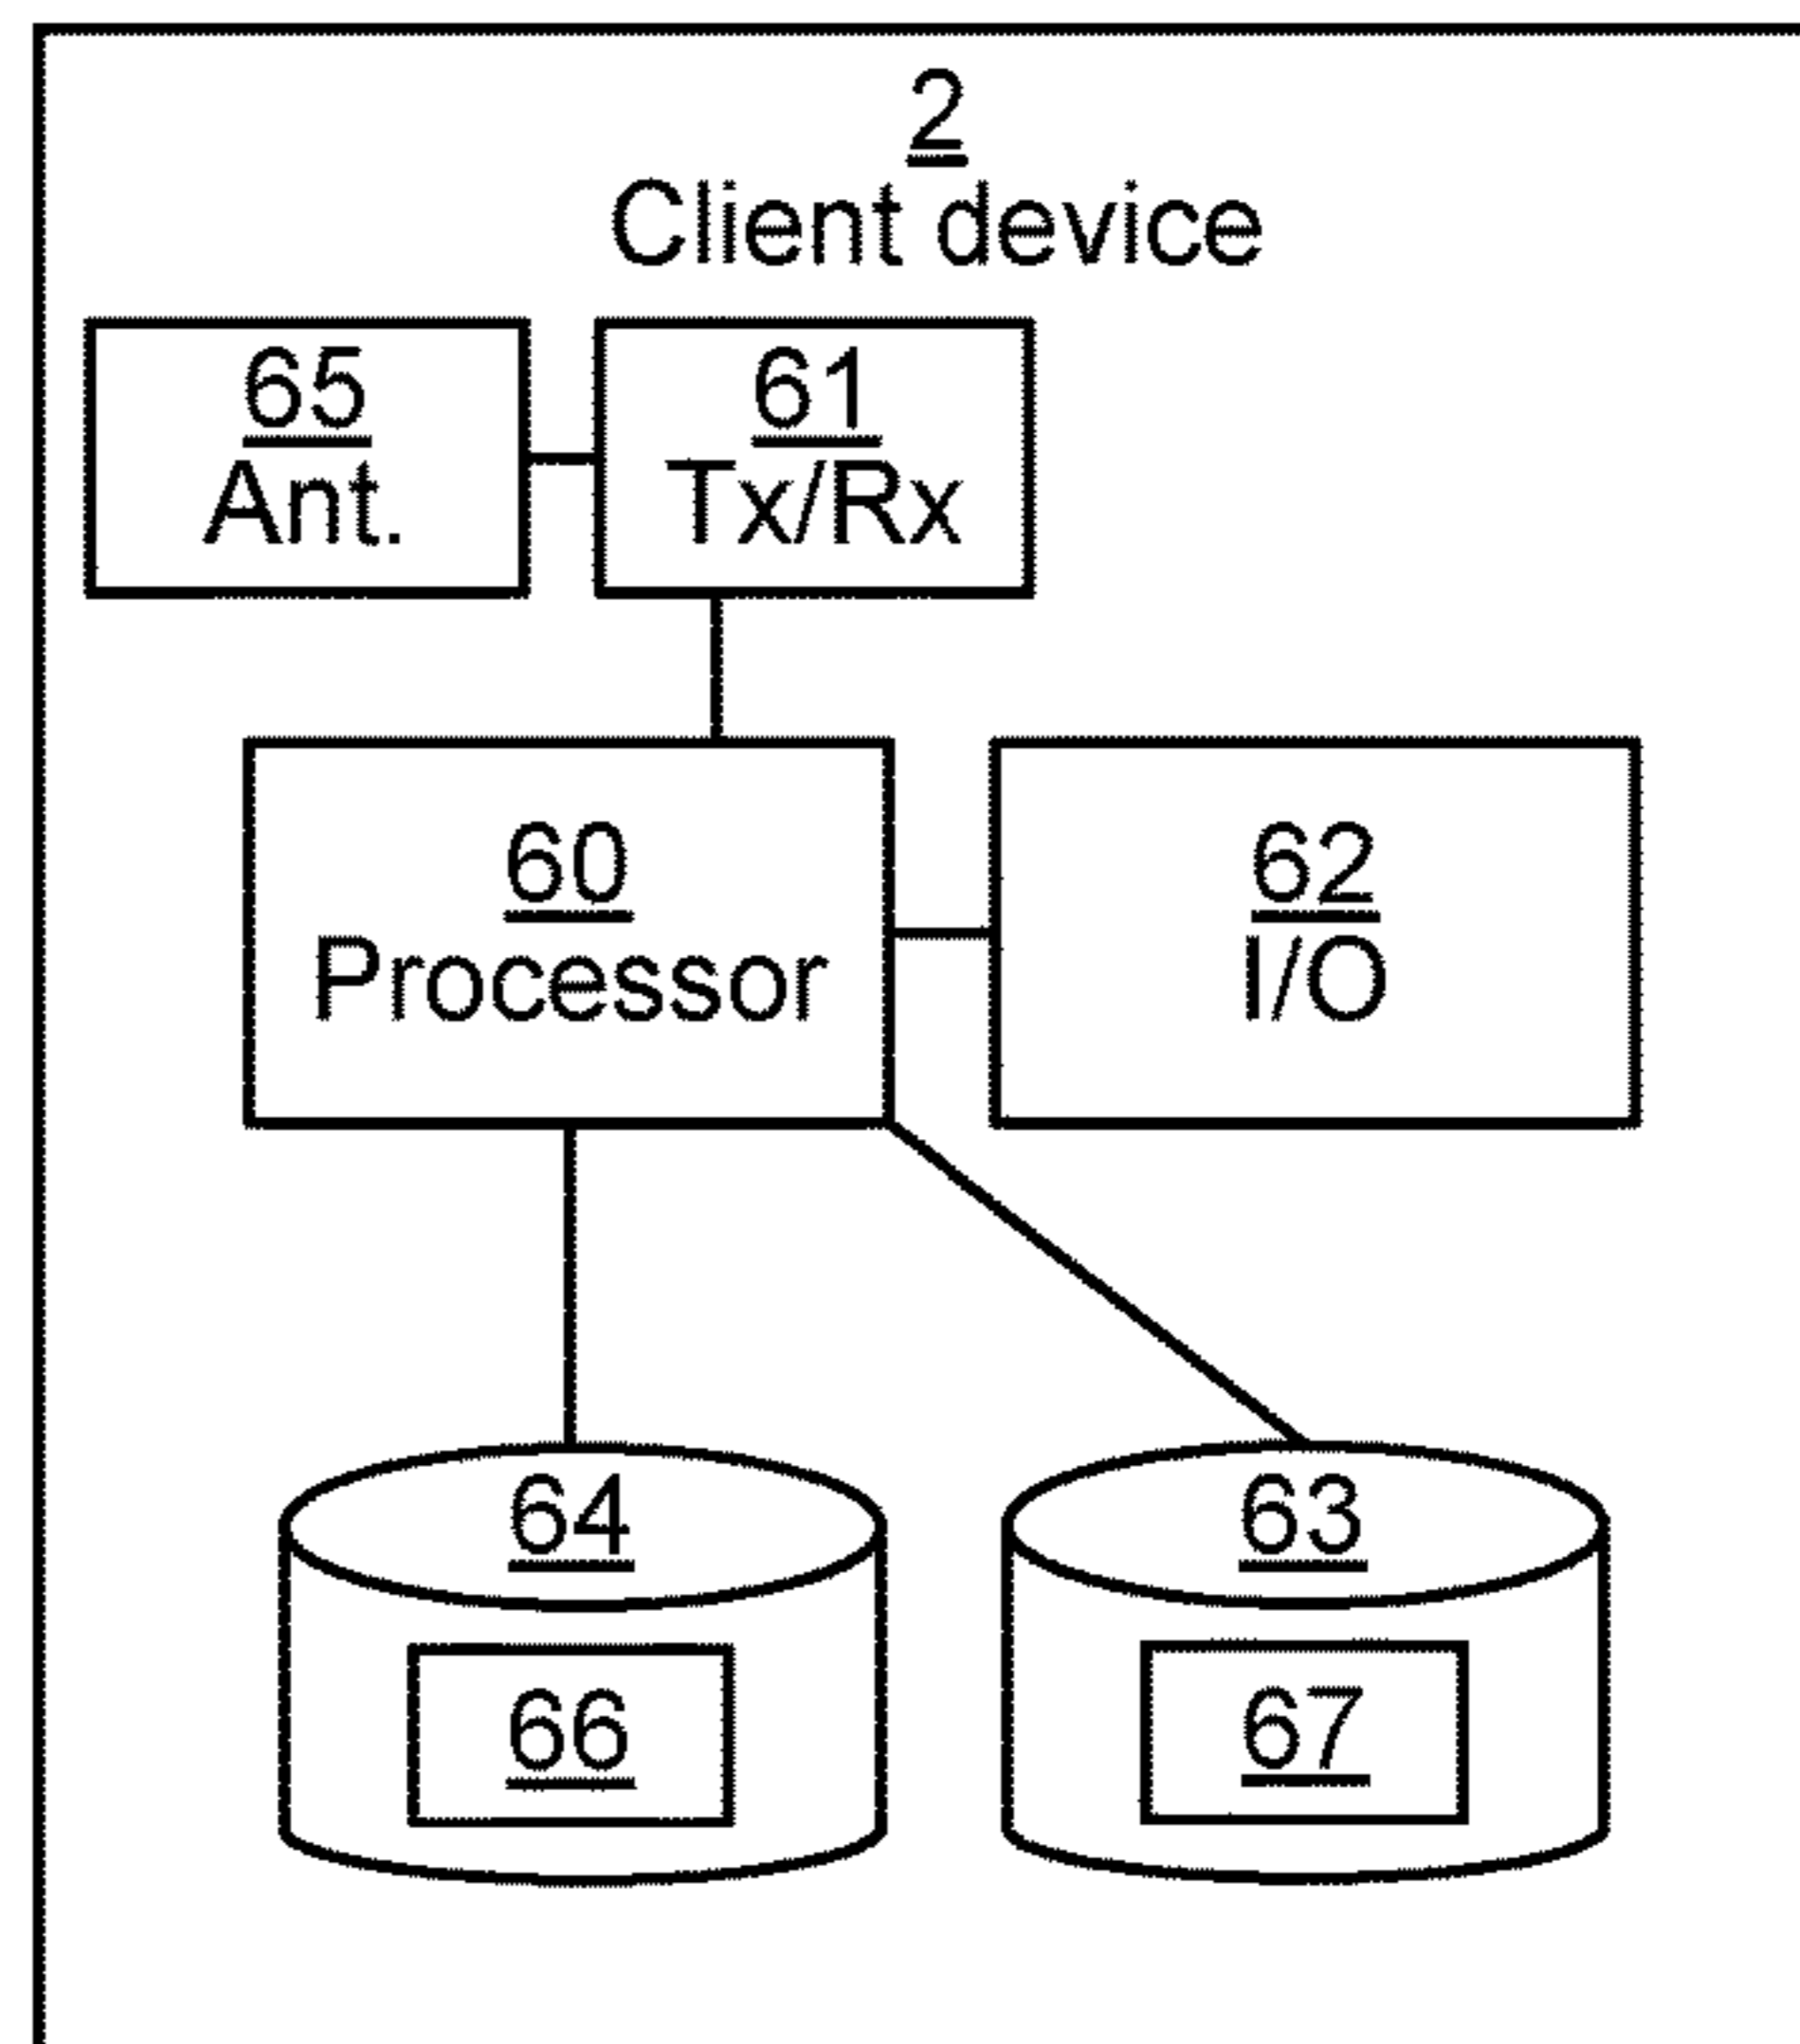 2
Client device
65
Ant.
61
Tx/Rx
60
Processor
62
I/O
64
63
66
67